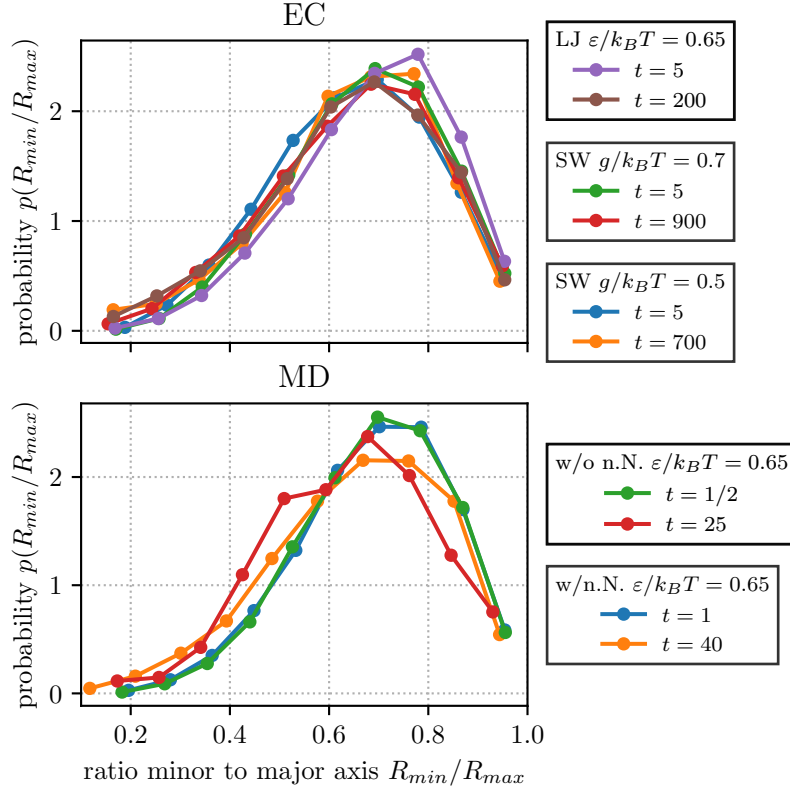 EC
probability p(R_min/R_max)
2
1
0
LJ ε/k_BT = 0.65
t = 5
t = 200
SW g/k_BT = 0.7
t = 5
t = 900
SW g/k_BT = 0.5
t = 5
t = 700
MD
probability p(R_min/R_max)
2
1
0
0.2 0.4 0.6 0.8 1.0
ratio minor to major axis R_min/R_max
w/o n.N. ε/k_BT = 0.65
t = 1/2
t = 25
w/n.N. ε/k_BT = 0.65
t = 1
t = 40